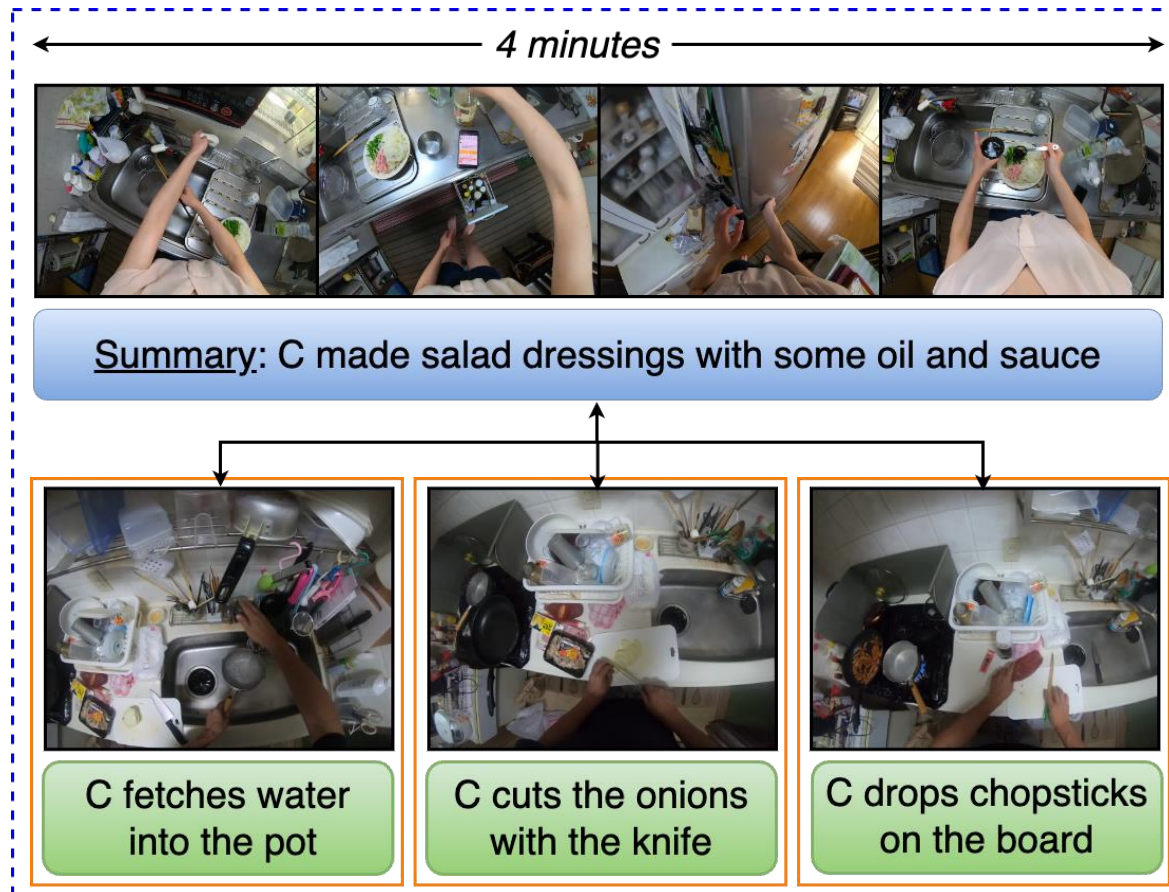 4 minutes
Summary: C made salad dressings with some oil and sauce
C fetches water
into the pot
C cuts the onions
with the knife
C drops chopsticks
on the board